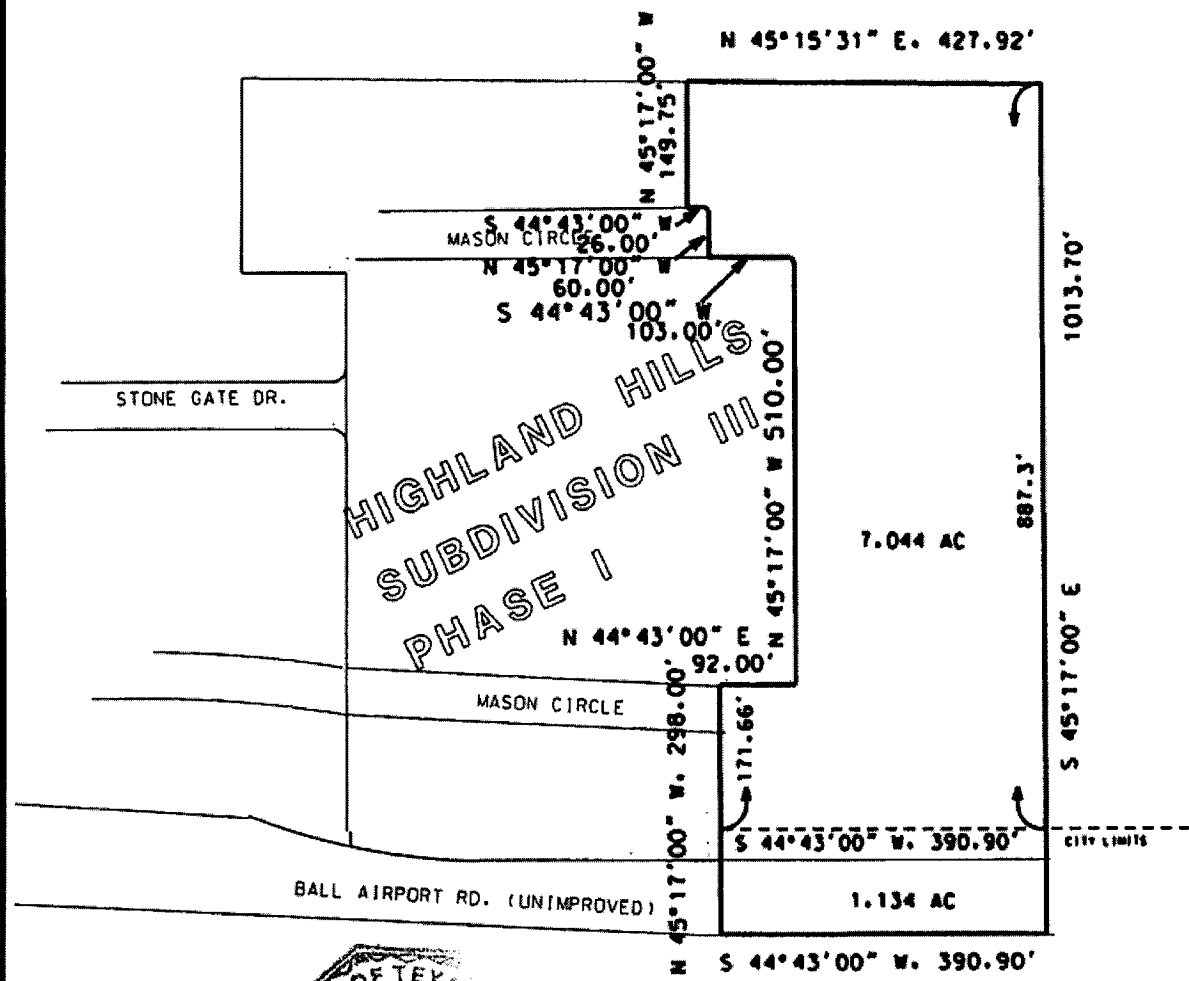 N 45°15'31" E. 427.92'
N 45°17'00" W
149.75'
S 44°43'00" W
26.00'
MASON CIRCLE
N 45°17'00" W
60.00'
S 44°43'00" W
103.00'
1013.70'
STONE GATE DR.
HIGHLAND HILLS
SUBDIVISION III
PHASE I
N 45°17'00" W 510.00'
887.3'
7.044 AC
S 45°17'00" E
N 44°43'00" E
92.00'
MASON CIRCLE
171.66'
N 45°17'00" W. 298.00'
S 44°43'00" W. 390.90'
CITY LIMITS
BALL AIRPORT RD. (UNIMPROVED)
1.134 AC
S 44°43'00" W. 390.90'
OF TEX